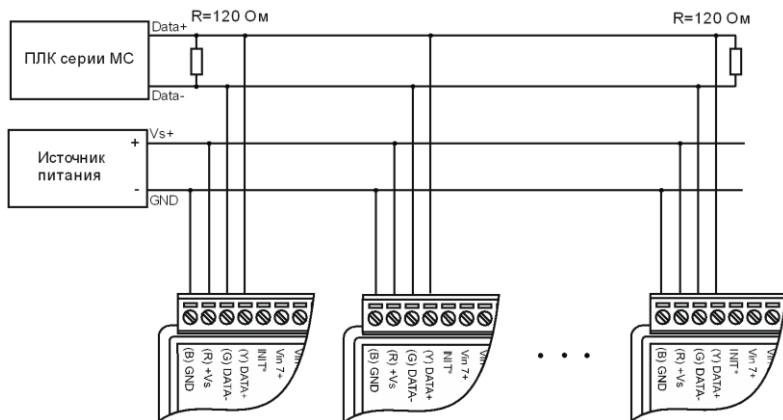 R=120 Ом
R=120 Ом
Data+
ПЛК серии МС
Data-
Vs+
+
Источник
питания
-
GND
(B) GND
(R) +Vs
(G) DATA-
(Y) DATA+
INIT*
Vin 7+
(B) GND
(R) +Vs
(G) DATA-
(Y) DATA+
INIT*
Vin 7+
• • •
(B) GND
(R) +Vs
(G) DATA-
(Y) DATA+
INIT*
Vin 7+